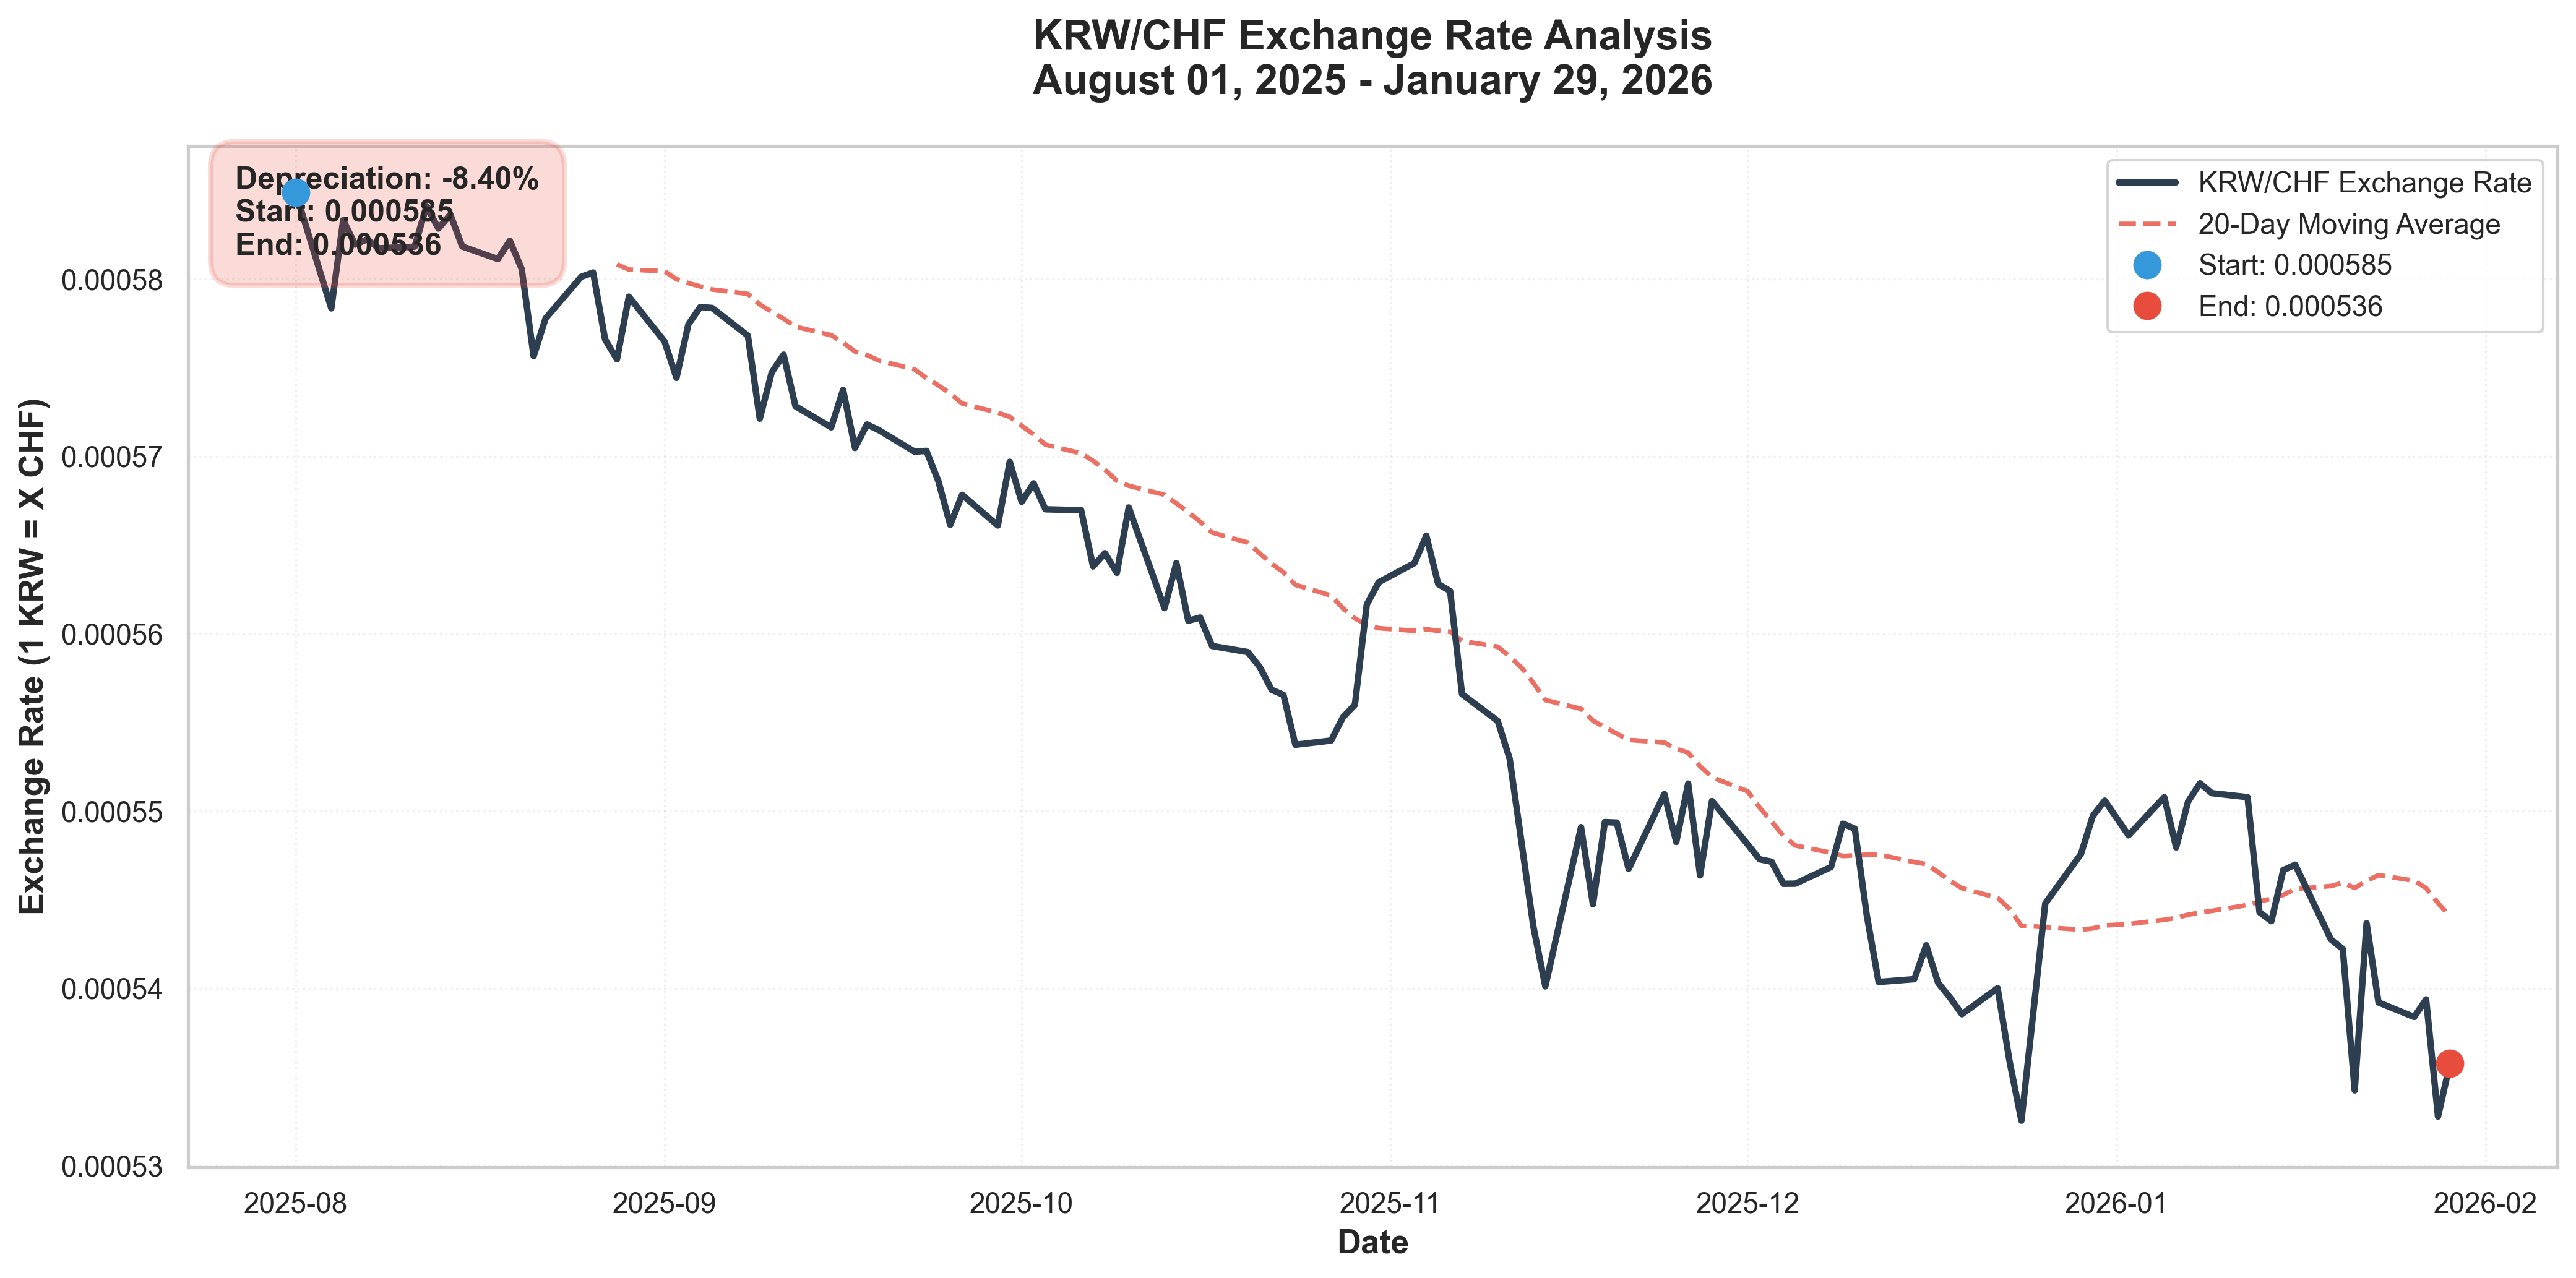 KRW/CHF Exchange Rate Analysis
August 01, 2025 - January 29, 2026
Depreciation: -8.40%
Start: 0.000585
End: 0.000536
KRW/CHF Exchange Rate
20-Day Moving Average
Start: 0.000585
End: 0.000536
Exchange Rate (1 KRW = X CHF)
0.00058
0.00057
0.00056
0.00055
0.00054
0.00053
2025-08
2025-09
2025-10
2025-11
2025-12
2026-01
2026-02
Date